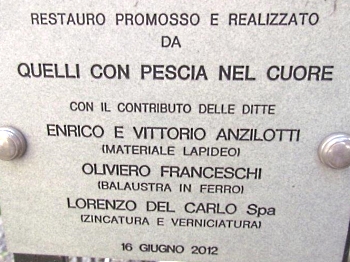 RESTAURO PROMOSSO E REALIZZATO
DA
QUELLI CON PESCIA NEL CUORE
CON IL CONTRIBUTO DELLE DITTE
ENRICO E VITTORIO ANZILOTTI
(MATERIALE LAPIDEO)
OLIVIERO FRANCESCHI
(BALAUSTRA IN FERRO)
LORENZO DEL CARLO Spa
(ZINCATURA E VERNICIATURA)
16 GIUGNO 2012